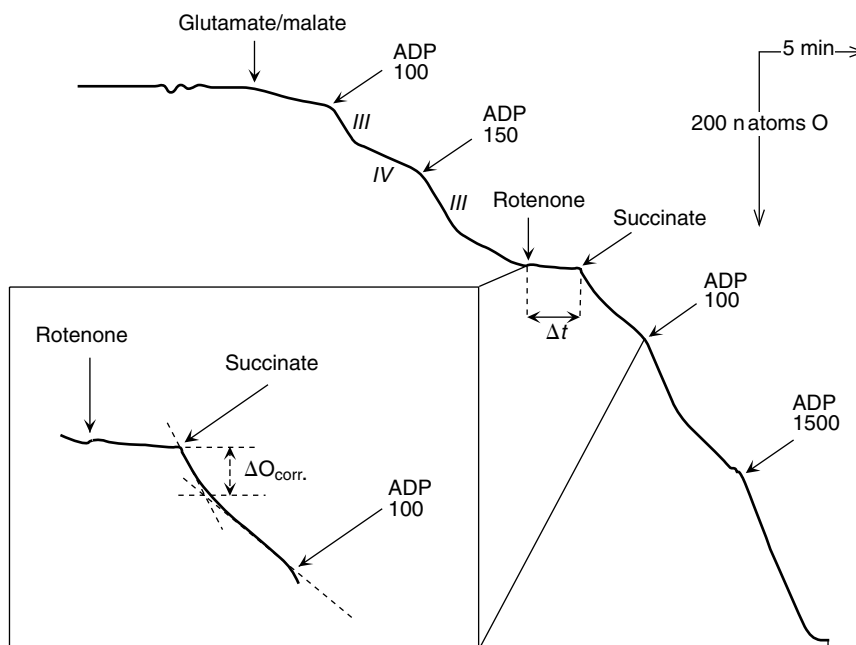 Glutamate/malate
ADP
100
5 min
III
ADP
150
200 n atoms O
IV
III
Rotenone
Succinate
ADP
100
Δt
Rotenone
Succinate
ΔOcorr.
ADP
100
ADP
1500